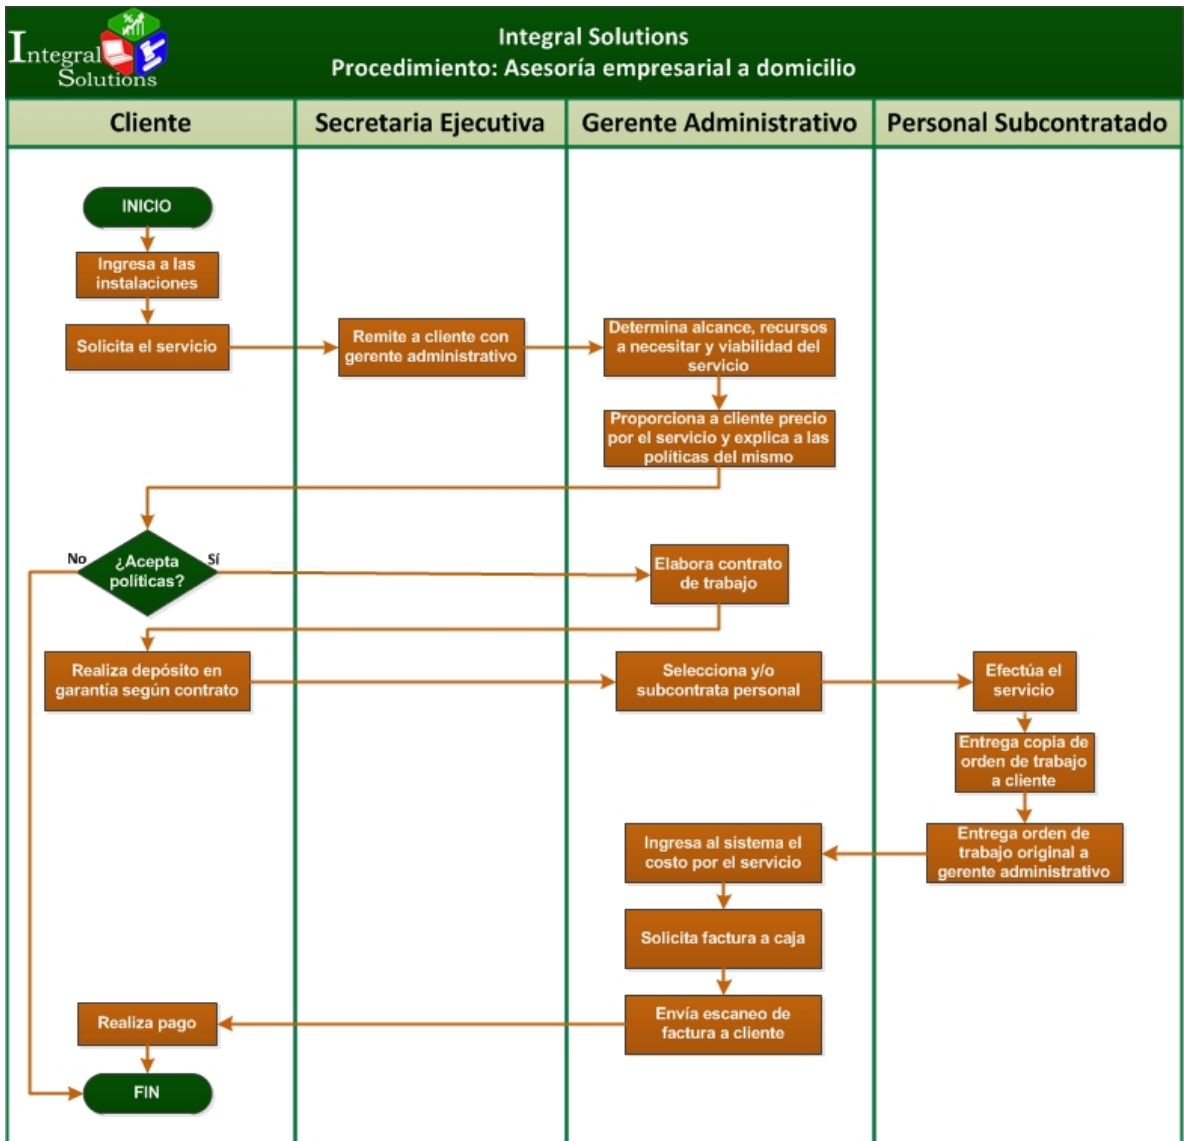 Integral
Solutions
Integral Solutions
Procedimiento: Asesoría empresarial a domicilio
Cliente
Secretaria Ejecutiva
Gerente Administrativo
Personal Subcontratado
INICIO
Ingresa a las
instalaciones
Solicita el servicio
Remite a cliente con
gerente administrativo
Determina alcance, recursos
a necesitar y viabilidad del
servicio
Proporciona a cliente precio
por el servicio y explica a las
políticas del mismo
No
¿Acepta
políticas?
Sí
Elabora contrato
de trabajo
Realiza depósito en
garantía según contrato
Selecciona y/o
subcontrata personal
Efectúa el
servicio
Entrega copia de
orden de trabajo
a cliente
Entrega orden de
trabajo original a
gerente administrativo
Ingresa al sistema el
costo por el servicio
Solicita factura a caja
Envía escaneo de
factura a cliente
Realiza pago
FIN